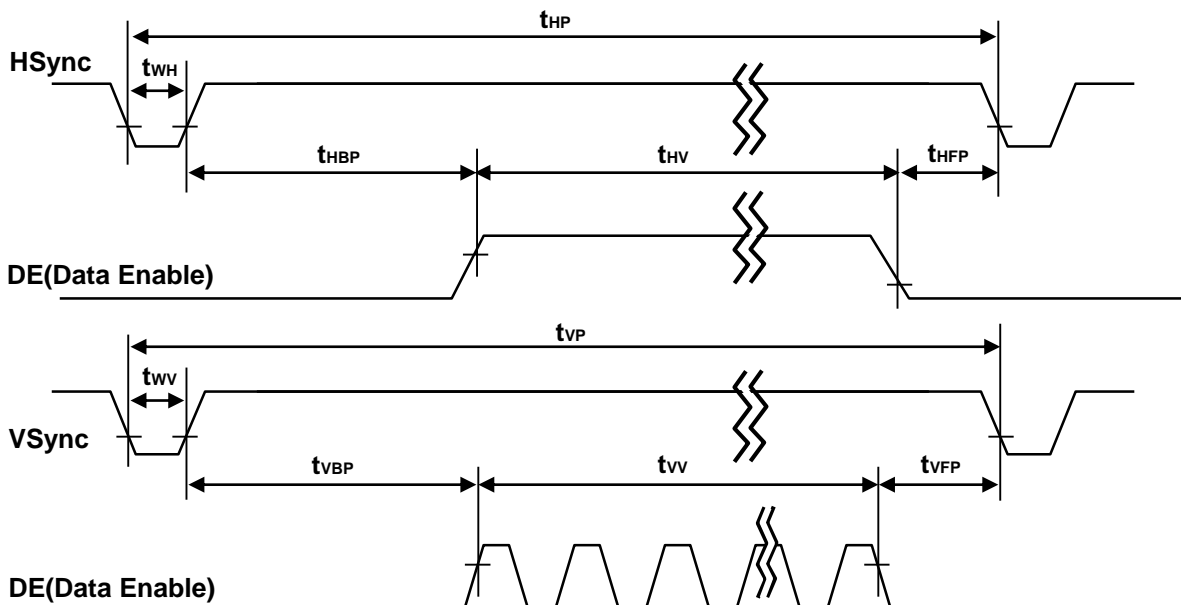 tHP
HSync
tWH
tHBP
tHV
tHFP
DE(Data Enable)
tVP
tWV
VSync
tVBP
tVV
tVFP
DE(Data Enable)